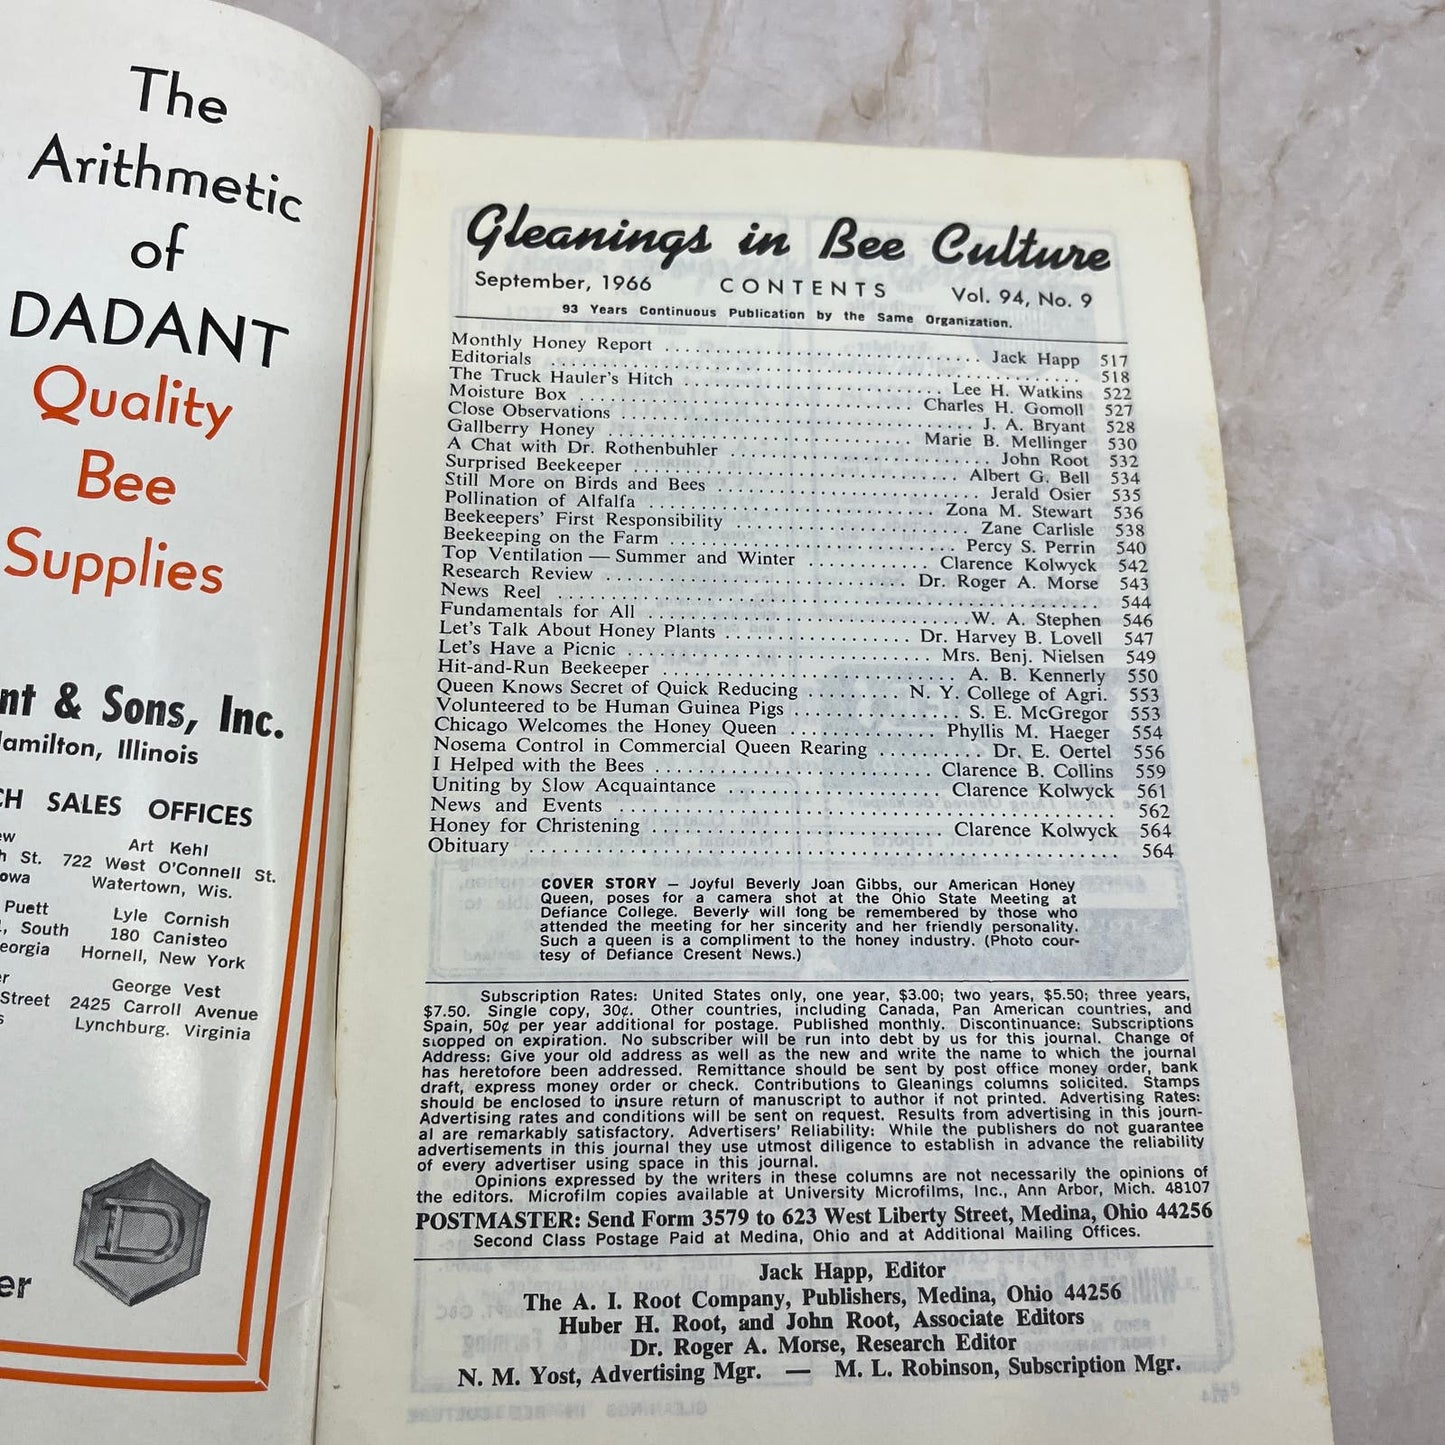 The
Arithmetic
of
DADANT
Quality
Bee
Supplies
& Sons, Inc.
Illinois
SALES OFFICES
Art Kehl
St. 722 West O'Connell St.
Watertown, Wis.
Puett Lyle Cornish
South 180 Canisteo
Hornell, New York
George Vest
Street 2425 Carroll Avenue
Lynchburg. Virginia
D
Gleanings in Bee Culture
September, 1966 CONTENTS Vol. 94, No. 9
93 Years Continuous Publication by the Same Organization.
Monthly Honey Report .......... Jack Happ 517
Editorials .......... 518
The Truck Hauler's Hitch .......... Lee H. Watkins 522
Moisture Box .......... Charles H. Gomoll 527
Close Observations .......... J. A. Bryant 528
Gallberry Honey .......... Marie B. Mellinger 530
A Chat with Dr. Rothenbuhler .......... John Root 532
Surprised Beekeeper .......... Albert G. Bell 534
Still More on Birds and Bees .......... Jerald Osier 535
Pollination of Alfalfa .......... Zona M. Stewart 536
Beekeepers' First Responsibility .......... Zane Carlisle 538
Beekeeping on the Farm .......... Percy S. Perrin 540
Top Ventilation — Summer and Winter .......... Clarence Kolwyck 542
Research Review .......... Dr. Roger A. Morse 543
News Reel .......... 544
Fundamentals for All .......... W. A. Stephen 546
Let's Talk About Honey Plants .......... Dr. Harvey B. Lovell 547
Let's Have a Picnic .......... Mrs. Benj. Nielsen 549
Hit-and-Run Beekeeper .......... A. B. Kennerly 550
Queen Knows Secret of Quick Reducing .......... N. Y. College of Agri. 553
Volunteered to be Human Guinea Pigs .......... S. E. McGregor 553
Chicago Welcomes the Honey Queen .......... Phyllis M. Haeger 554
Nosema Control in Commercial Queen Rearing .......... Dr. E. Oertel 556
I Helped with the Bees .......... Clarence B. Collins 559
Uniting by Slow Acquaintance .......... Clarence Kolwyck 561
News and Events .......... 562
Honey for Christening .......... Clarence Kolwyck 564
Obituary .......... 564
COVER STORY — Joyful Beverly Joan Gibbs, our American Honey
Queen, poses for a camera shot at the Ohio State Meeting at
Defiance College. Beverly will long be remembered by those who
attended the meeting for her sincerity and her friendly personality.
Such a queen is a compliment to the honey industry. (Photo cour-
tesy of Defiance Cresent News.)
Subscription Rates: United States only, one year, $3.00; two years, $5.50; three years,
$7.50. Single copy, 30¢. Other countries, including Canada, Pan American countries, and
Spain, 50¢ per year additional for postage. Published monthly. Discontinuance: Subscriptions
stopped on expiration. No subscriber will be run into debt by us for this journal. Change of
Address: Give your old address as well as the new and write the name to which the journal
has heretofore been addressed. Remittance should be sent by post office money order, bank
draft, express money order or check. Contributions to Gleanings columns solicited. Stamps
should be enclosed to insure return of manuscript to author if not printed. Advertising Rates:
Advertising rates and conditions will be sent on request. Results from advertising in this journ-
al are remarkably satisfactory. Advertisers' Reliability: While the publishers do not guarantee
advertisements in this journal they use utmost diligence to establish in advance the reliability
of every advertiser using space in this journal.
Opinions expressed by the writers in these columns are not necessarily the opinions of
the editors. Microfilm copies available at University Microfilms, Inc., Ann Arbor, Mich. 48107
POSTMASTER: Send Form 3579 to 623 West Liberty Street, Medina, Ohio 44256
Second Class Postage Paid at Medina, Ohio and at Additional Mailing Offices.
Jack Happ, Editor
The A. I. Root Company, Publishers, Medina, Ohio 44256
Huber H. Root, and John Root, Associate Editors
Dr. Roger A. Morse, Research Editor
N. M. Yost, Advertising Mgr. — M. L. Robinson, Subscription Mgr.